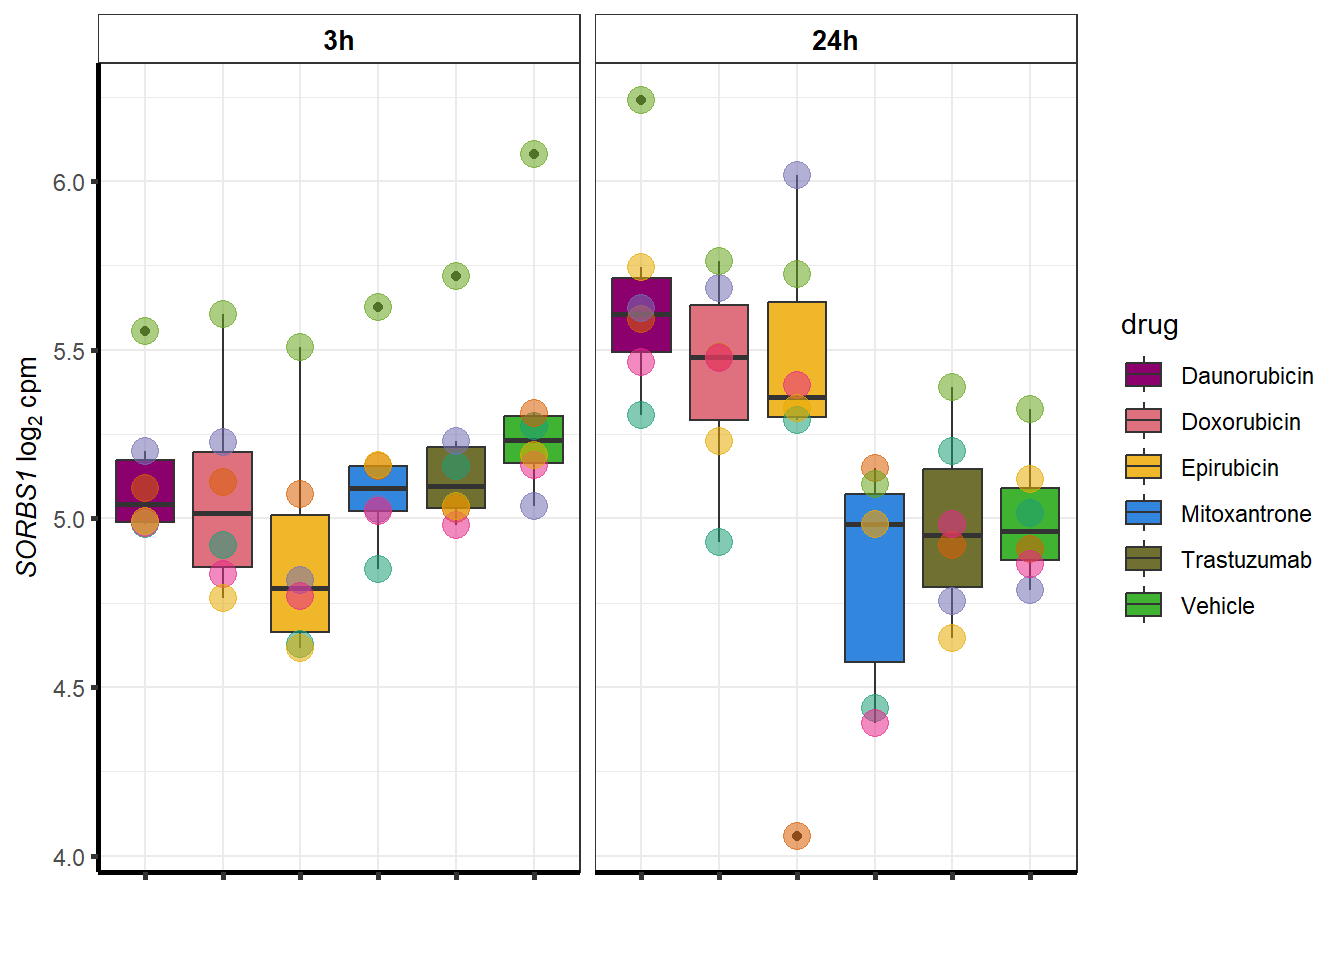 3h
24h
6.0
5.5
5.0
4.5
4.0
SORBS1 log2 cpm
drug
Daunorubicin
Doxorubicin
Epirubicin
Mitoxantrone
Trastuzumab
Vehicle